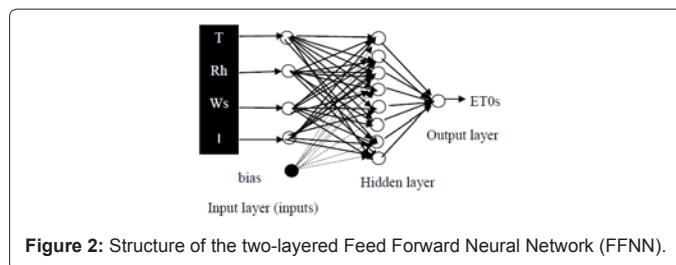 T
Rh
Ws
I
ET0s
Output layer
bias
Hidden layer
Input layer (inputs)
Figure 2: Structure of the two-layered Feed Forward Neural Network (FFNN).